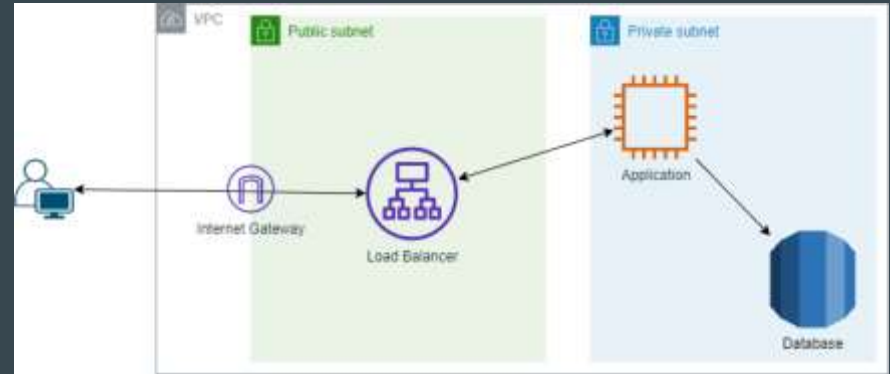 VPC
Public subnet
Private subnet
Application
Internet Gateway
Load Balancer
Database